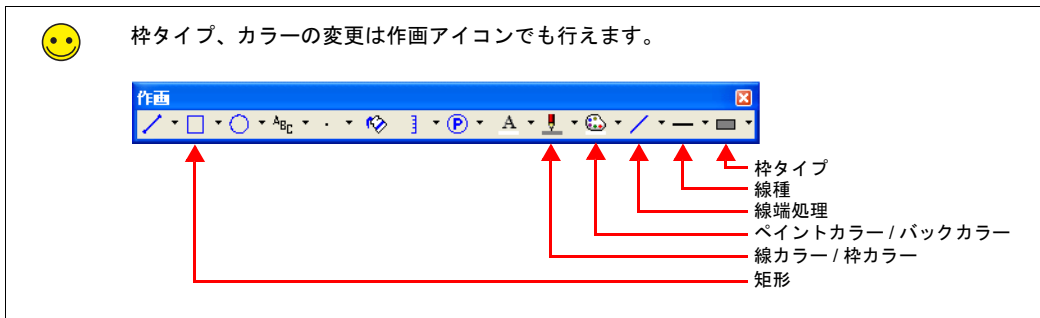 枠タイプ、カラーの変更は作画アイコンでも行えます。
作画
ABC
P
A
枠タイプ
線種
線端処理
ペイントカラー / バックカラー
線カラー / 枠カラー
矩形